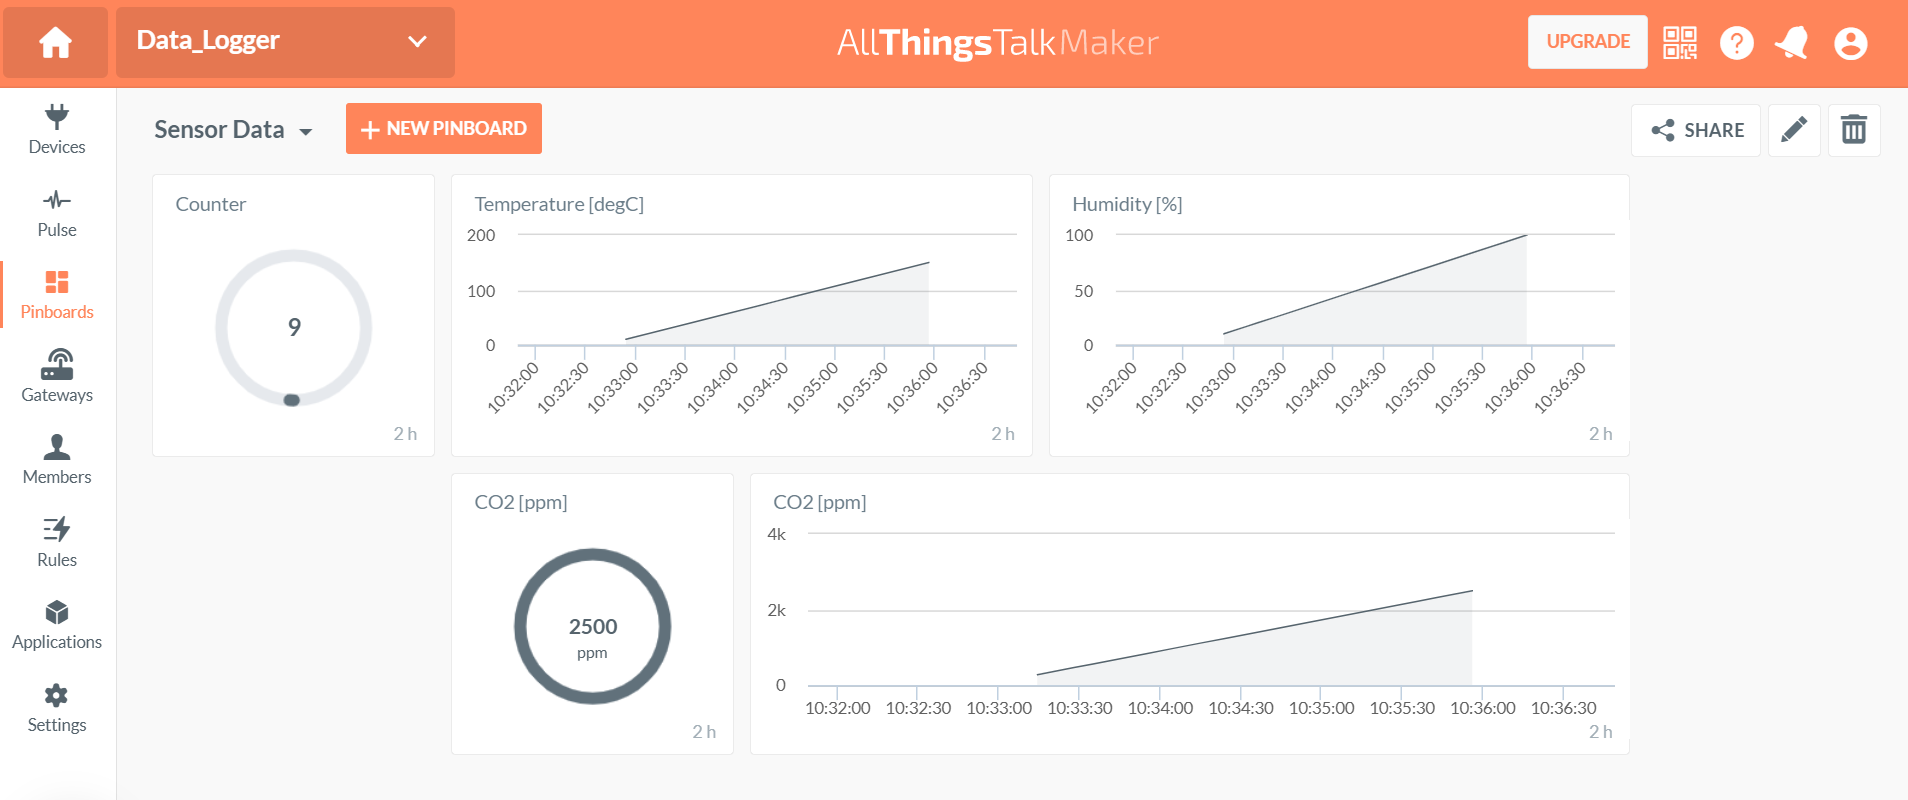 Data_Logger
AllThingsTalkMaker
UPGRADE
?
Devices
Pulse
Pinboards
Gateways
Members
Rules
Applications
Settings
Sensor Data
+ NEW PINBOARD
SHARE
Counter
9
2 h
Temperature [degC]
200
100
0
10:32:00 10:32:30 10:33:00 10:33:30 10:34:00 10:34:30 10:35:00 10:35:30 10:36:00 10:36:30
2 h
Humidity [%]
100
50
0
10:32:00 10:32:30 10:33:00 10:33:30 10:34:00 10:34:30 10:35:00 10:35:30 10:36:00 10:36:30
2 h
CO2 [ppm]
2500
ppm
2 h
CO2 [ppm]
4k
2k
0
10:32:00 10:32:30 10:33:00 10:33:30 10:34:00 10:34:30 10:35:00 10:35:30 10:36:00 10:36:30
2 h